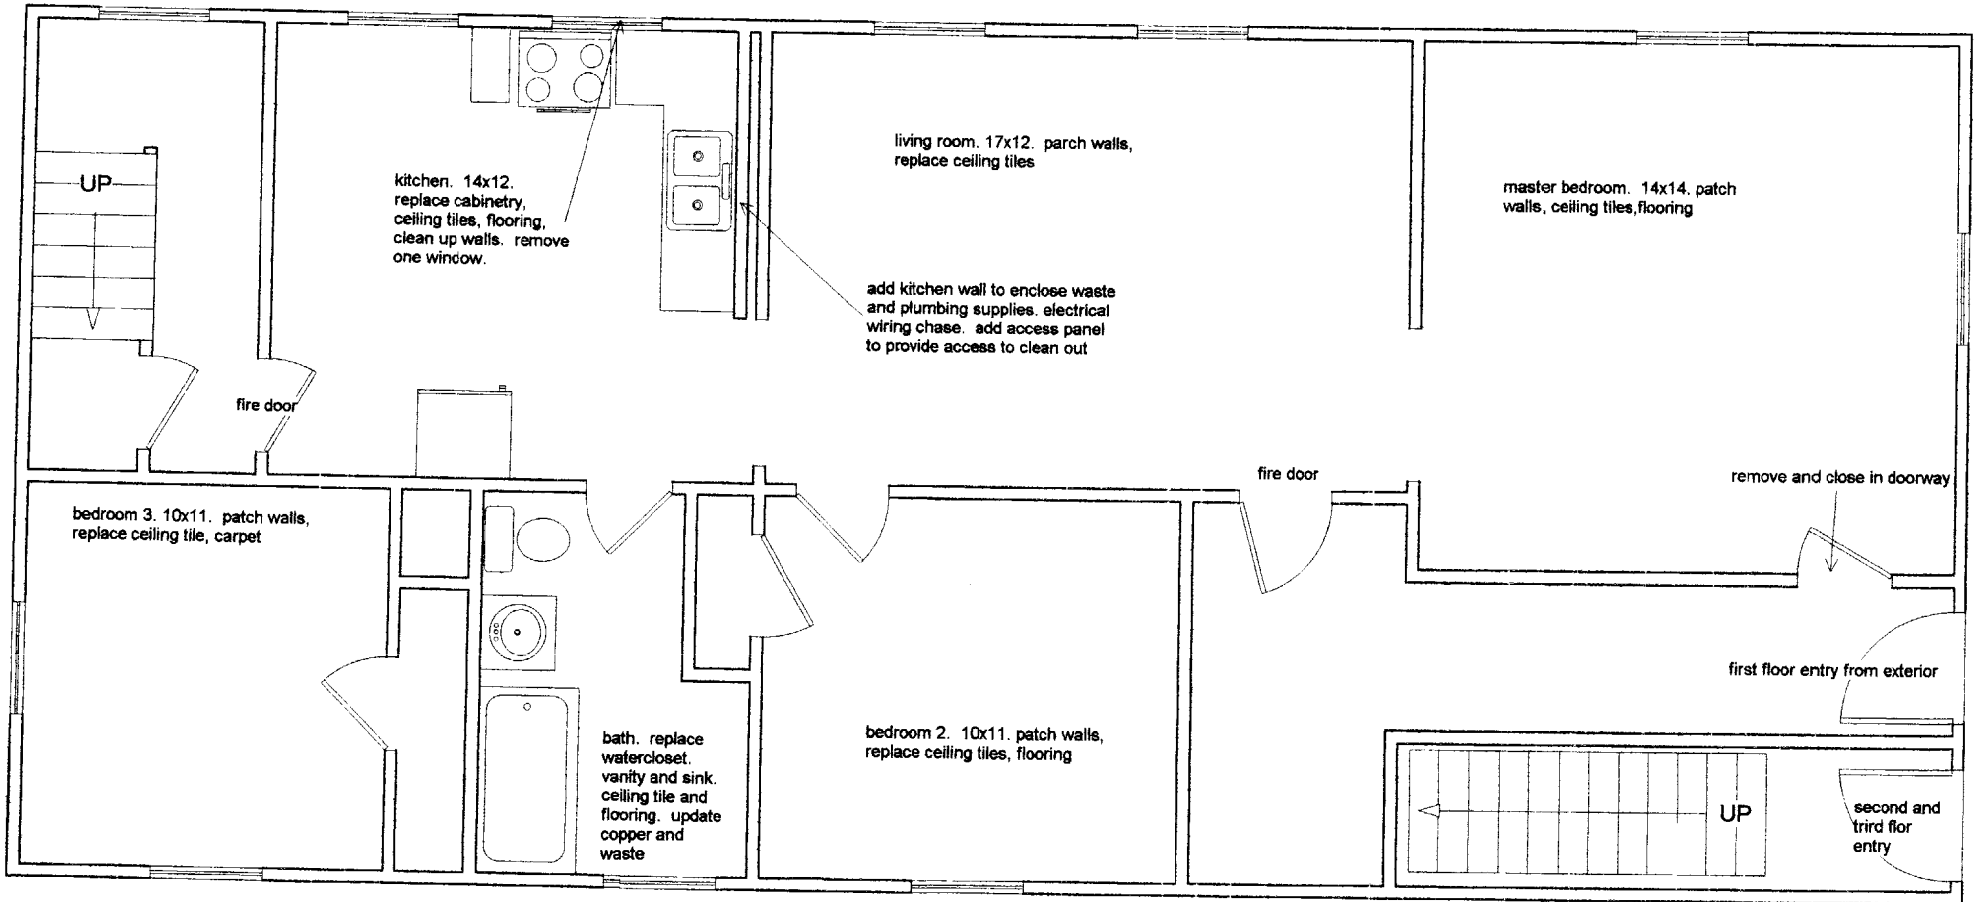 UP
fire door
kitchen. 14x12.
replace cabinetry,
ceiling tiles, flooring,
clean up walls. remove
one window.
living room. 17x12. parch walls,
replace ceiling tiles
add kitchen wall to enclose waste
and plumbing supplies. electrical
wiring chase. add access panel
to provide access to clean out
master bedroom. 14x14. patch
walls, ceiling tiles,flooring
fire door
remove and close in doorway
bedroom 3. 10x11. patch walls,
replace ceiling tile, carpet
bath. replace
watercloset.
vanity and sink.
ceiling tile and
flooring. update
copper and
waste
bedroom 2. 10x11. patch walls,
replace ceiling tiles, flooring
first floor entry from exterior
UP
second and
trird flor
entry